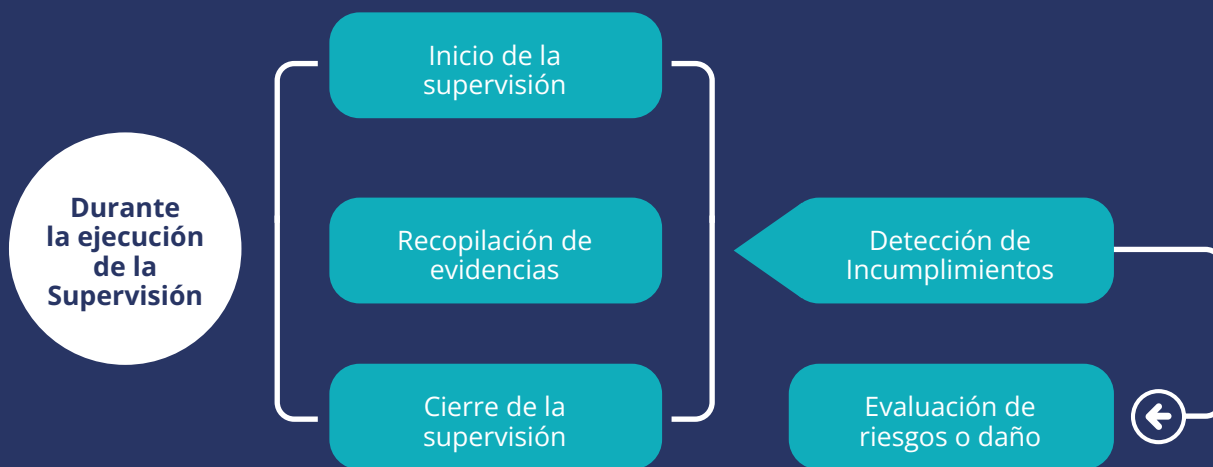 Durante
la ejecución
de la
Supervisión
Inicio de la
supervisión
Recopilación de
evidencias
Cierre de la
supervisión
Detección de
Incumplimientos
Evaluación de
riesgos o daño